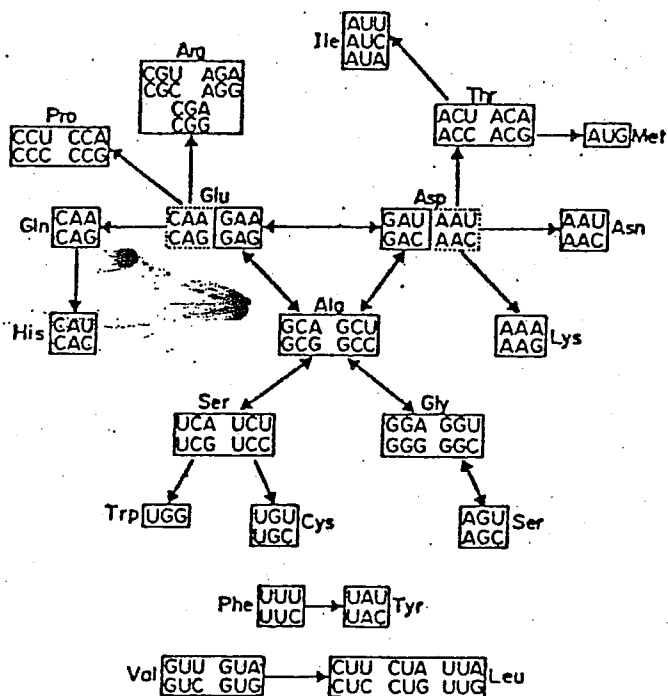 Arg
CGU AGA
CGC AGG
CGA
CGG
Ile
AUU
AUC
AUA
Pro
CCU CCA
CCC CCG
Thr
ACU ACA
ACC ACG
AUG Met
Gln
CAA
CAG
Glu
CAA GAA
CAG GAG
Asp
GAU AAU
GAC AAC
AAU
AAC
Asn
His
CAU
CAC
Ala
GCA GCU
GCG GCC
AAA
AAG
Lys
Ser
UCA UCU
UCG UCC
Gly
GGA GGU
GGG GGC
Trp UGG
UGU
UGC
Cys
AGU
AGC
Ser
Phe
UUU
UUC
UAU
UAC
Tyr
Val
GUU GUA
GUC GUG
CUU CUA UUA
CUC CUG UUG
Leu